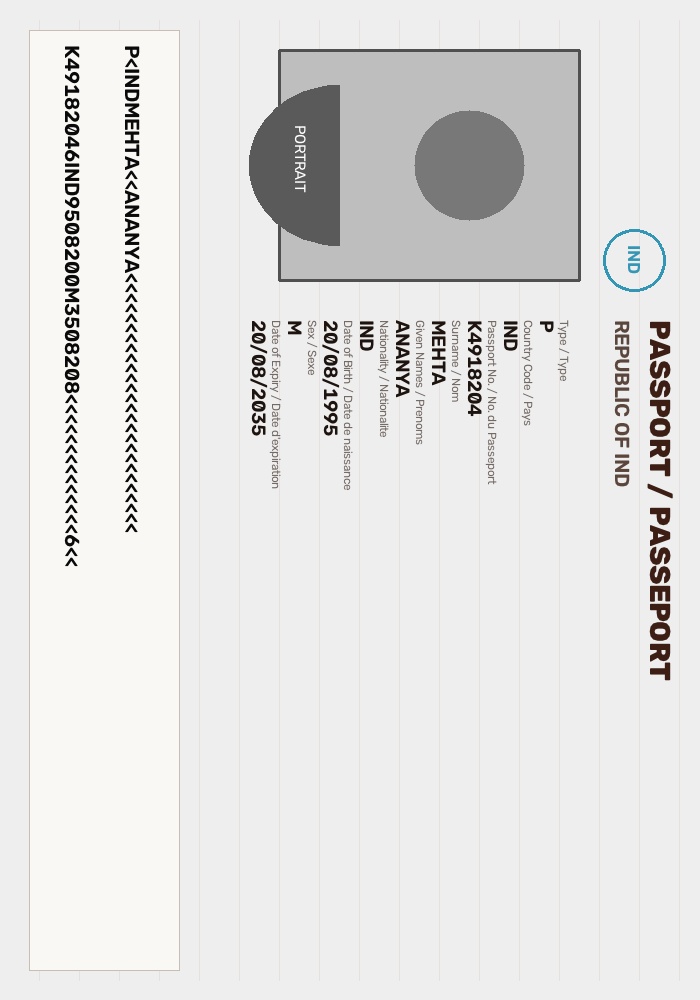 PASSPORT / PASSEPORT
REPUBLIC OF IND
IND
Type / Type
P
Country Code / Pays
IND
Passport No. / No. du Passeport
K4918204
Surname / Nom
MEHTA
Given Names / Prenoms
ANANYA
Nationality / Nationalite
IND
Date of Birth / Date de naissance
20/08/1995
Sex / Sexe
M
Date of Expiry / Date d'expiration
20/08/2035
PORTRAIT
P<INDMEHTA<<ANANYA<<<<<<<<<<<<<<<<<<<<<<<<<<
K49182046IND9508200M3508208<<<<<<<<<<<<<<6<<